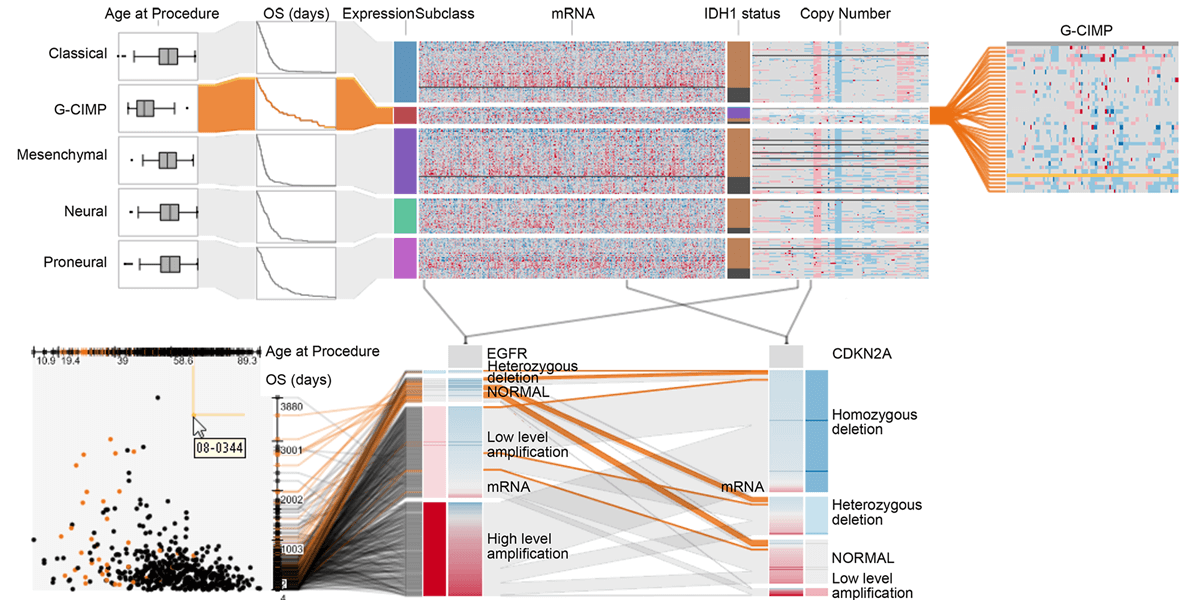 Age at Procedure
OS (days)
Expression Subclass
mRNA
IDH1 status
Copy Number
G-CIMP
Classical
G-CIMP
Mesenchymal
Neural
Proneural
10.9 19.4 39 58.6 89.3
Age at Procedure
OS (days)
3880
3001
2002
1003
4
08-0344
EGFR
Heterozygous
deletion
NORMAL
Low level
amplification
mRNA
High level
amplification
mRNA
CDKN2A
Homozygous
deletion
Heterozygous
deletion
NORMAL
Low level
amplification